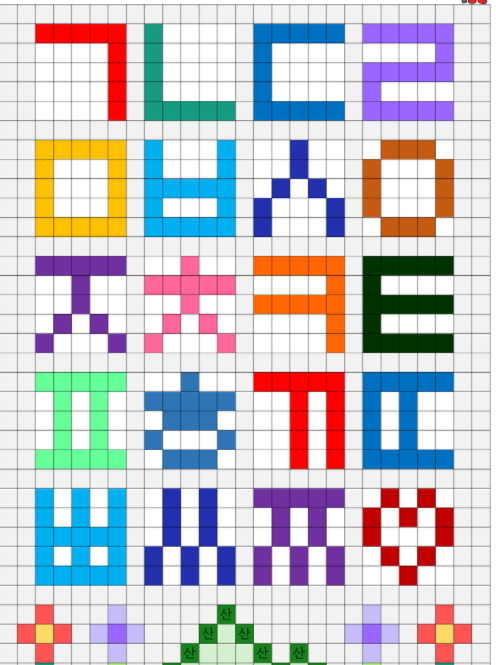 ㄱ ㄴ ㄷ ㄹ
ㅁ ㅂ ㅅ ㅇ
ㅈ ㅊ ㅋ ㅌ
ㅍ ㅎ ㄲ ㄸ
ㅃ ㅆ ㅉ
산
산 산
산 산 산